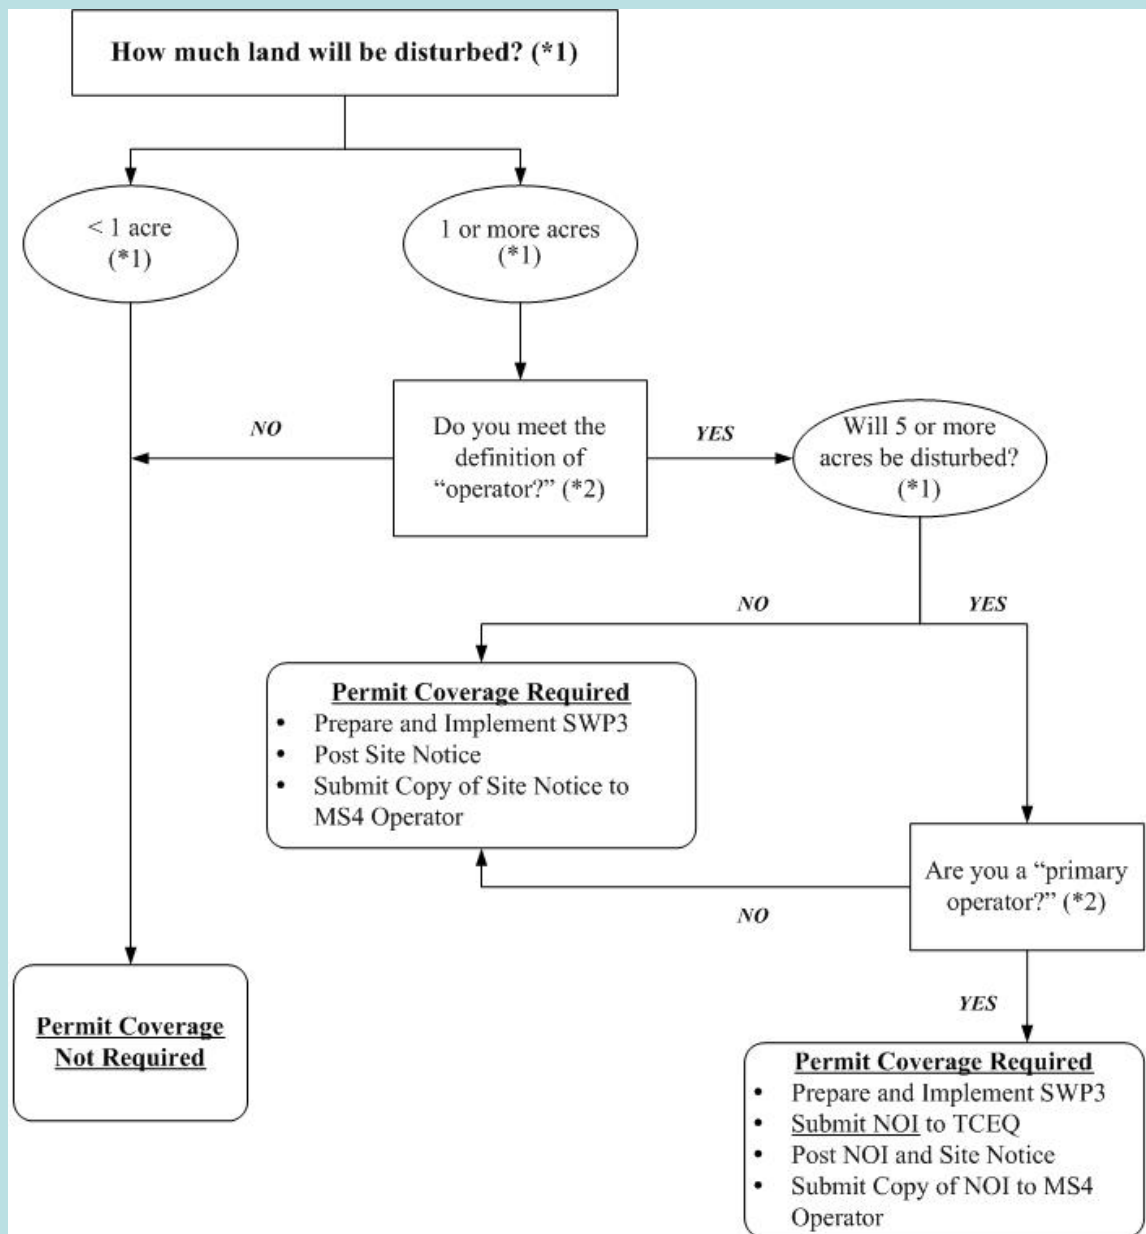 How much land will be disturbed? (*1)
< 1 acre
(*1)
1 or more acres
(*1)
Do you meet the
definition of
“operator?” (*2)
NO
YES
Will 5 or more
acres be disturbed?
(*1)
NO
YES
Permit Coverage Required
• Prepare and Implement SWP3
• Post Site Notice
• Submit Copy of Site Notice to
MS4 Operator
Are you a “primary
operator?” (*2)
NO
YES
Permit Coverage
Not Required
Permit Coverage Required
• Prepare and Implement SWP3
• Submit NOI to TCEQ
• Post NOI and Site Notice
• Submit Copy of NOI to MS4
Operator